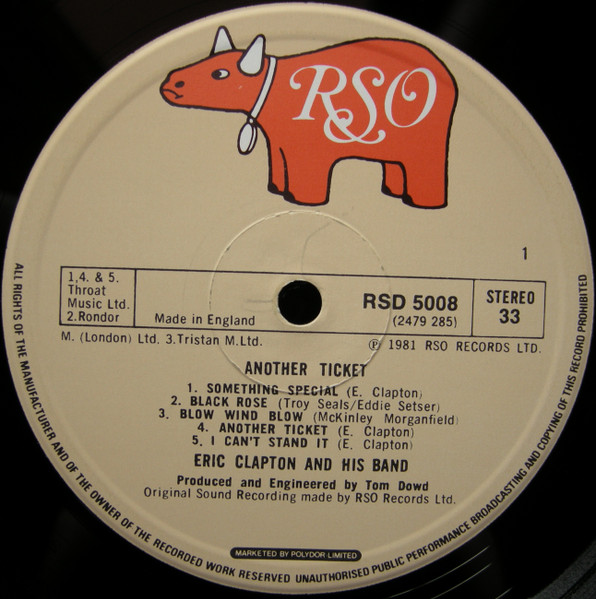 RSO
1
1,4. & 5.
Throat
Music Ltd.
2.Rondor
Made in England
RSD 5008
(2479 285)
STEREO
33
M. (London) Ltd. 3.Tristan M.Ltd.
℗ 1981 RSO RECORDS LTD.
ANOTHER TICKET
1. SOMETHING SPECIAL (E. Clapton)
2. BLACK ROSE (Troy Seals/Eddie Setser)
3. BLOW WIND BLOW (McKinley Morganfield)
4. ANOTHER TICKET (E. Clapton)
5. I CAN'T STAND IT (E. Clapton)
ERIC CLAPTON AND HIS BAND
Produced and Engineered by Tom Dowd
Original Sound Recording made by RSO Records Ltd.
MARKETED BY POLYDOR LIMITED
ALL RIGHTS OF THE MANUFACTURER AND OF THE OWNER OF THE RECORDED WORK RESERVED UNAUTHORISED PUBLIC PERFORMANCE BROADCASTING AND COPYING OF THIS RECORD PROHIBITED